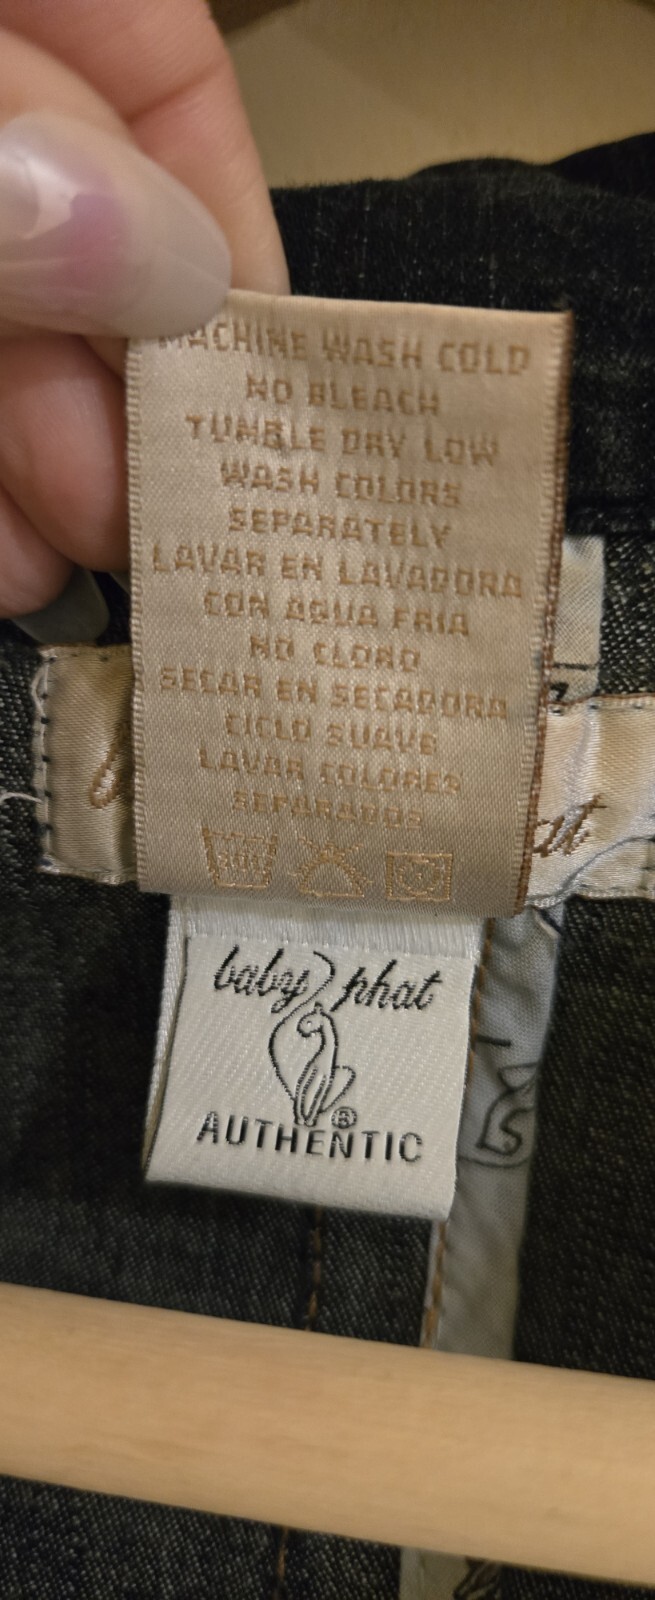 MACHINE WASH COLD
NO BLEACH
TUMBLE DRY LOW
WASH COLORS
SEPARATELY
LAVAR EN LAVADORA
CON AGUA FRIA
NO CLORO
SECAR EN SECADORA
CICLO SUAVE
LAVAR COLORES
SEPARADOS
baby phat
®
AUTHENTIC